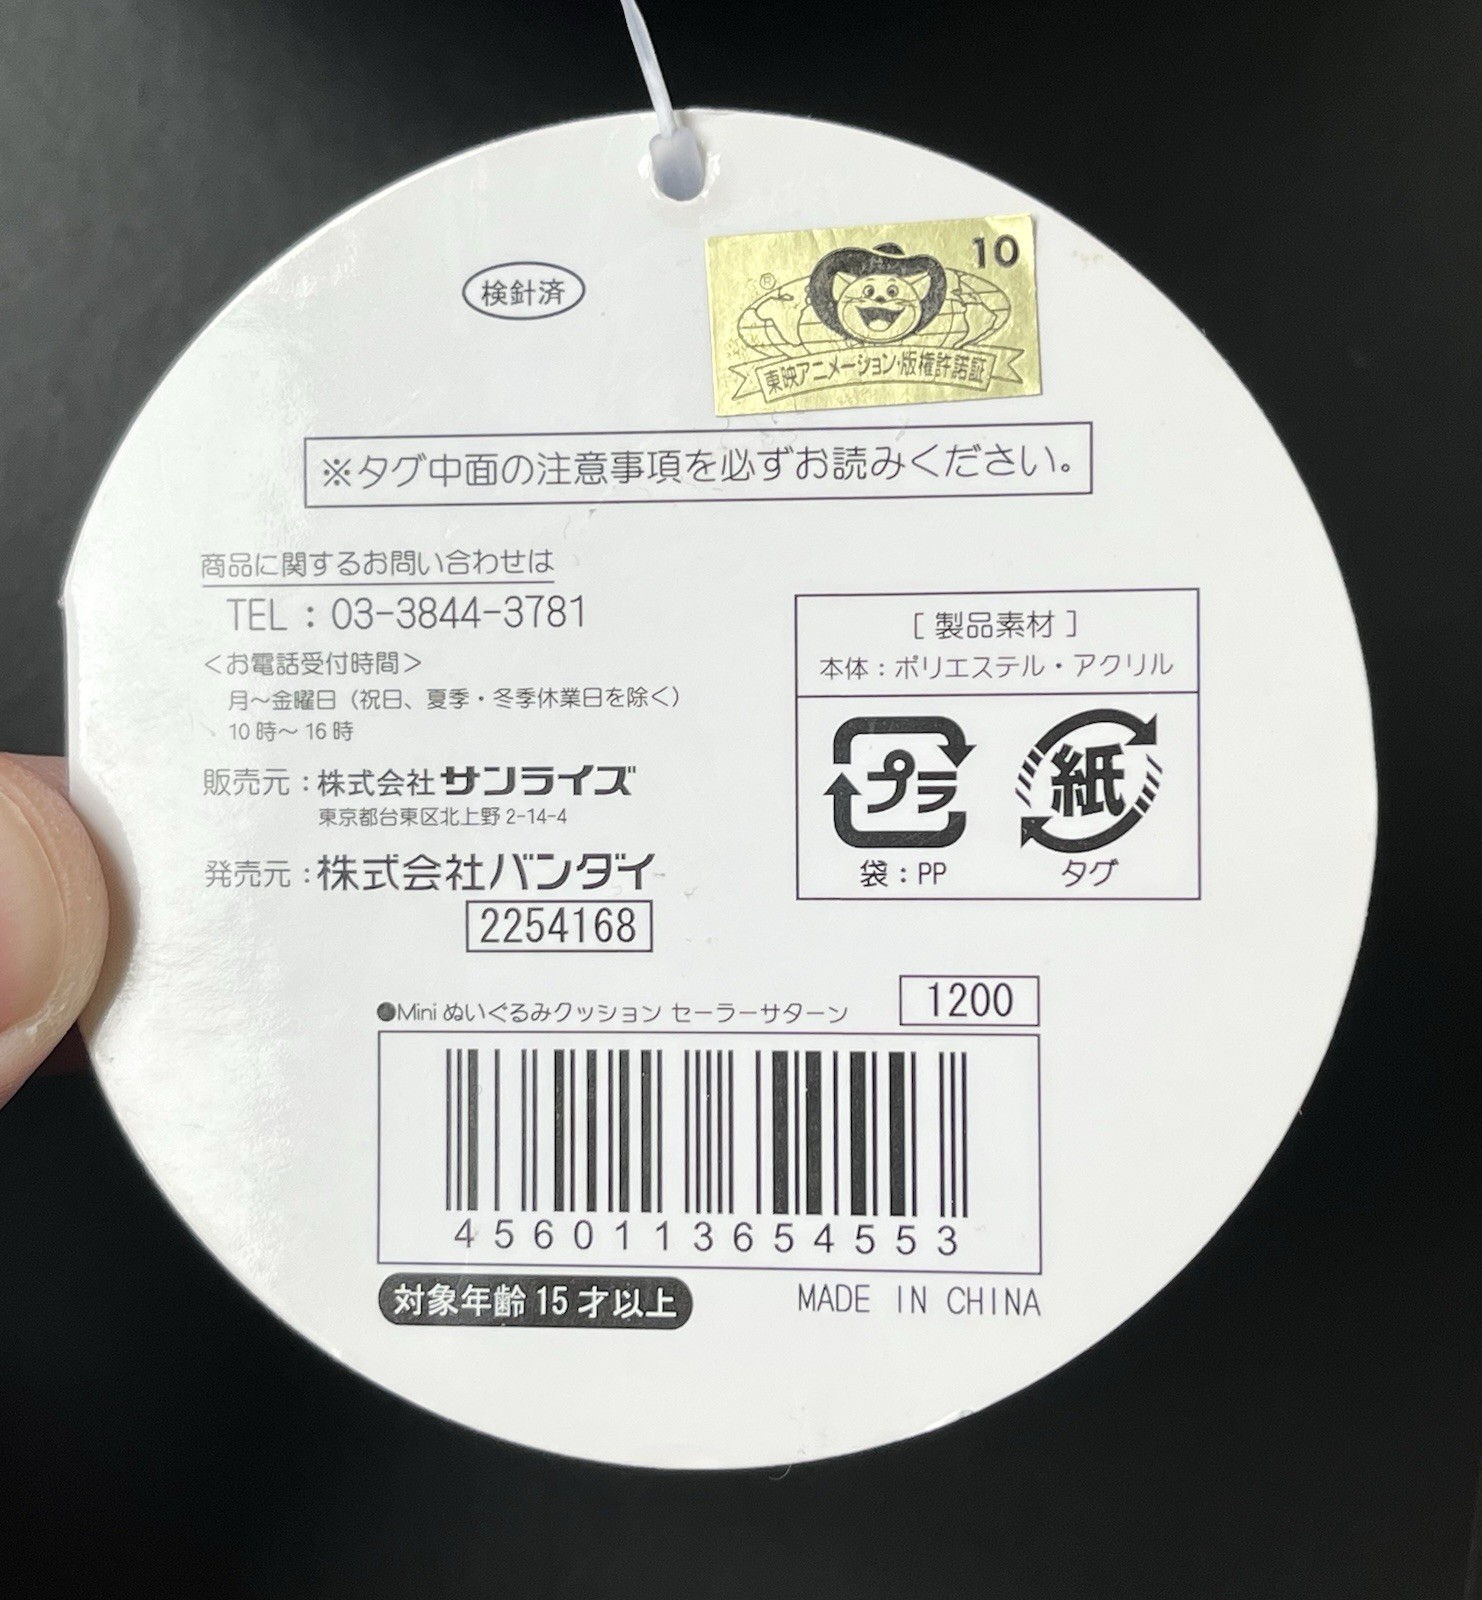 検針済
10
®
東映アニメーション・版権許諾証
※タグ中面の注意事項を必ずお読みください。
商品に関するお問い合わせは
TEL : 03-3844-3781
＜お電話受付時間＞
月～金曜日（祝日、夏季・冬季休業日を除く）
10時～16時
販売元：株式会社サンライズ
東京都台東区北上野2-14-4
発売元：株式会社バンダイ
2254168
[ 製品素材 ]
本体：ポリエステル・アクリル
プラ
紙
袋：PP
タグ
●Mini ぬいぐるみクッション セーラーサターン
1200
4560113654553
対象年齢15才以上
MADE IN CHINA